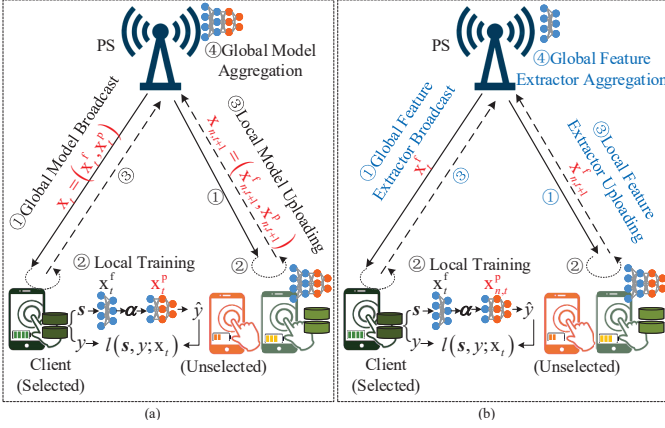 PS
④Global Model
Aggregation
①Global Model Broadcast
x_t = (x_t^f, x_t^p)
③
③Local Model Uploading
x_{n,t+1} = (x_{n,t+1}^f, x_{n,t+1}^p)
①
②
② Local Training
x_t^f x_t^p
s α ŷ
y l(s, y; x_t)
Client
(Selected)
(Unselected)
(a)
PS
④Global Feature
Extractor Aggregation
①Global Feature
Extractor Broadcast
x_t^f
③
③Local Feature
Extractor Uploading
x_{n,t+1}^f
①
②
② Local Training
x_t^f x_{n,t}^p
s α ŷ
y l(s, y; x_t)
Client
(Selected)
(Unselected)
(b)